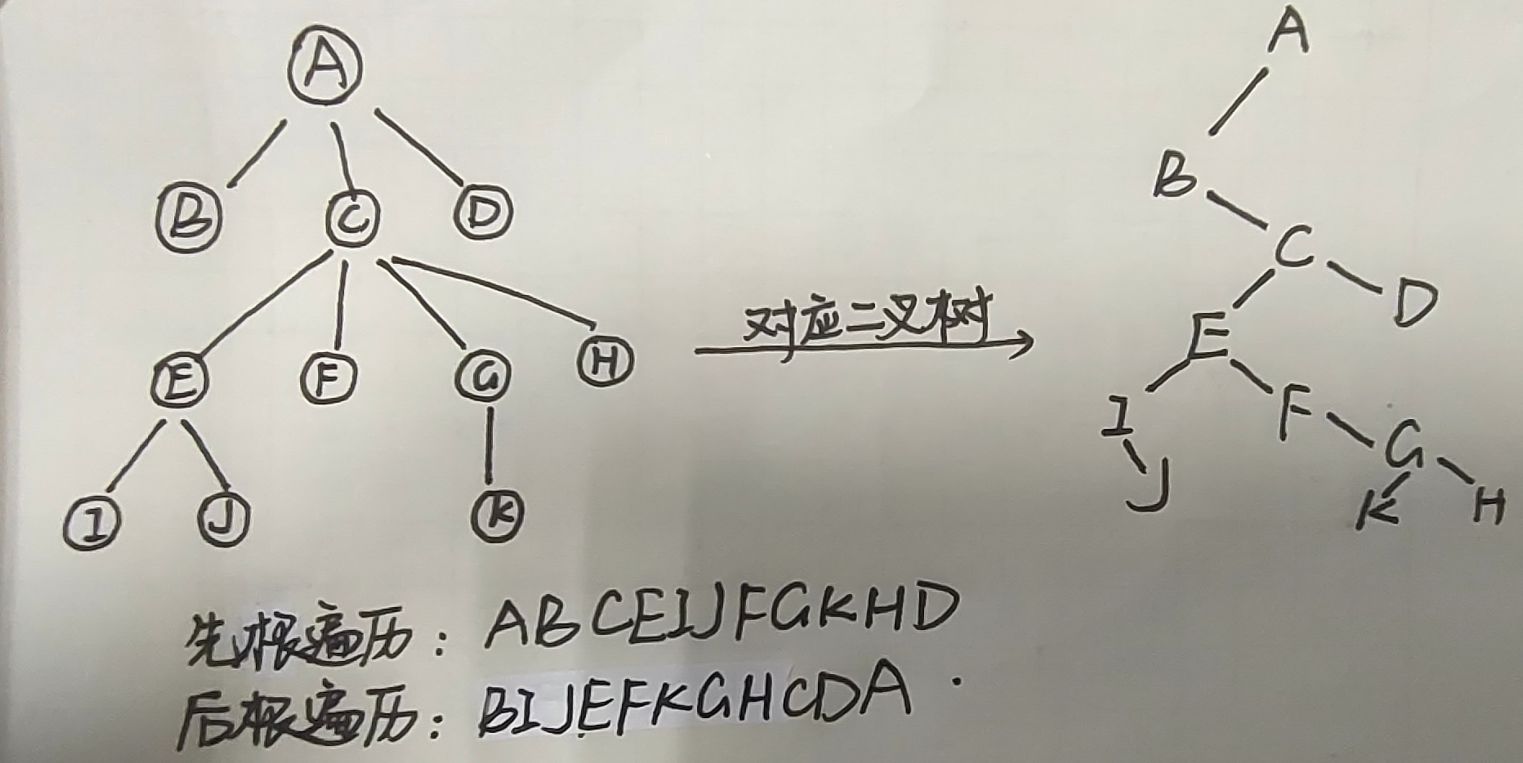 A
B C D
E F G H
I J K
对应二叉树
A
B
C
D
E
I F G
J K H
先根遍历: ABCEIJFGKHD
后根遍历: BIJEFKGHCDA.